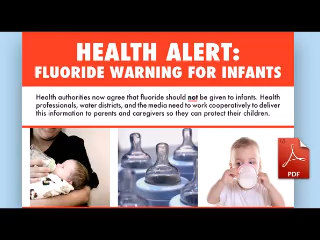 HEALTH ALERT:
FLUORIDE WARNING FOR INFANTS
Health authorities now agree that fluoride should not be given to infants. Health
professionals, water districts, and the media need to work cooperatively to deliver
this information to parents and caregivers so they can protect their children.
PDF